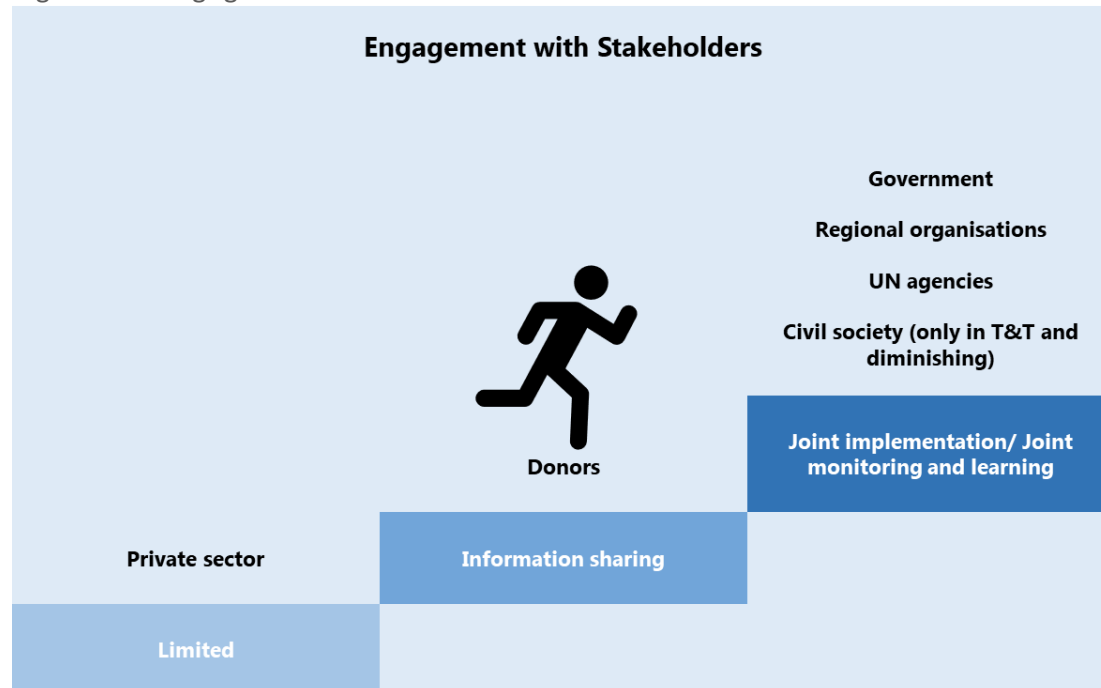 Engagement with Stakeholders
Government
Regional organisations
UN agencies
Civil society (only in T&T and
diminishing)
Joint implementation/ Joint
monitoring and learning
Donors
Information sharing
Private sector
Limited